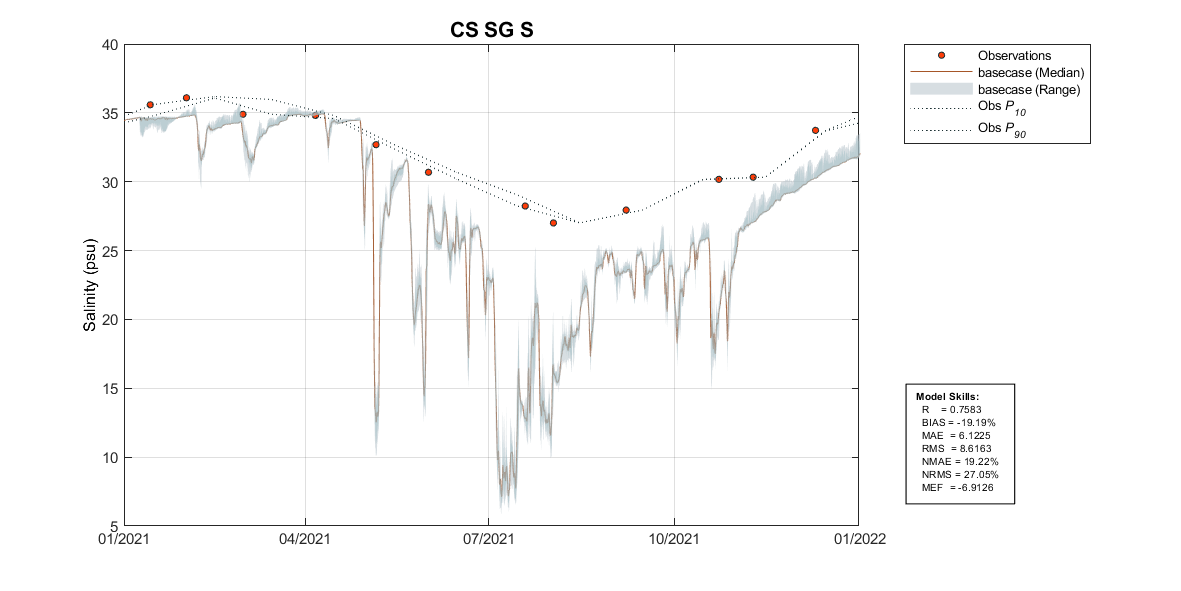 CS SG S
40
35
30
25
20
15
10
5
Salinity (psu)
01/2021
04/2021
07/2021
10/2021
01/2022
Observations
basecase (Median)
basecase (Range)
Obs P10
Obs P90
Model Skills:
R = 0.7583
BIAS = -19.19%
MAE = 6.1225
RMS = 8.6163
NMAE = 19.22%
NRMS = 27.05%
MEF = -6.9126